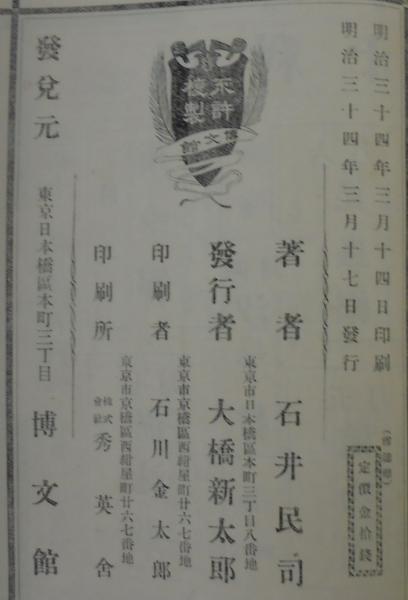 明治三十四年三月十四日印刷
明治三十四年三月十七日發行
定價金拾錢
不許
複製
博文館
著者 石井民司
東京市日本橋區本町三丁目八番地
發行者 大橋新太郎
東京市京橋區西紺屋町廿六七番地
印刷者 石川金太郎
東京市京橋區西紺屋町廿六七番地
印刷所 株式會社 秀英舍
發兌元 東京日本橋區本町三丁目 博文館